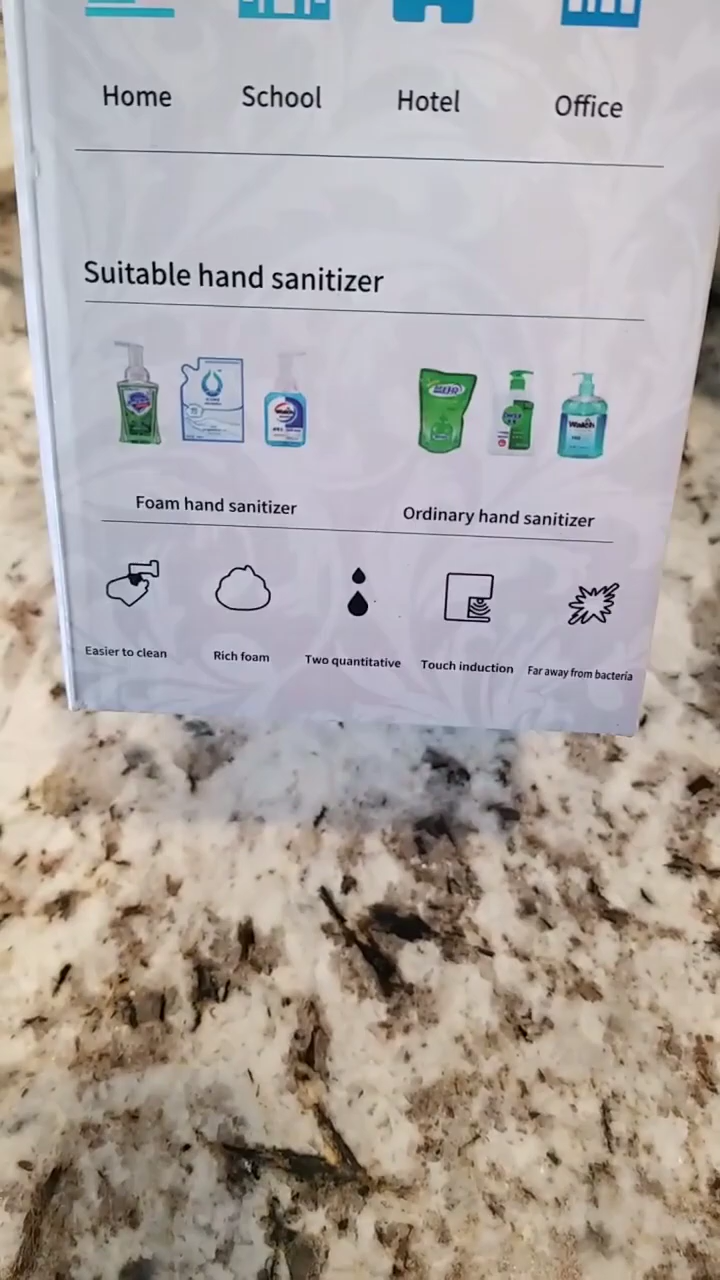 Home School Hotel Office
Suitable hand sanitizer
Walch
Foam hand sanitizer Ordinary hand sanitizer
Easier to clean Rich foam Two quantitative Touch induction Far away from bacteria